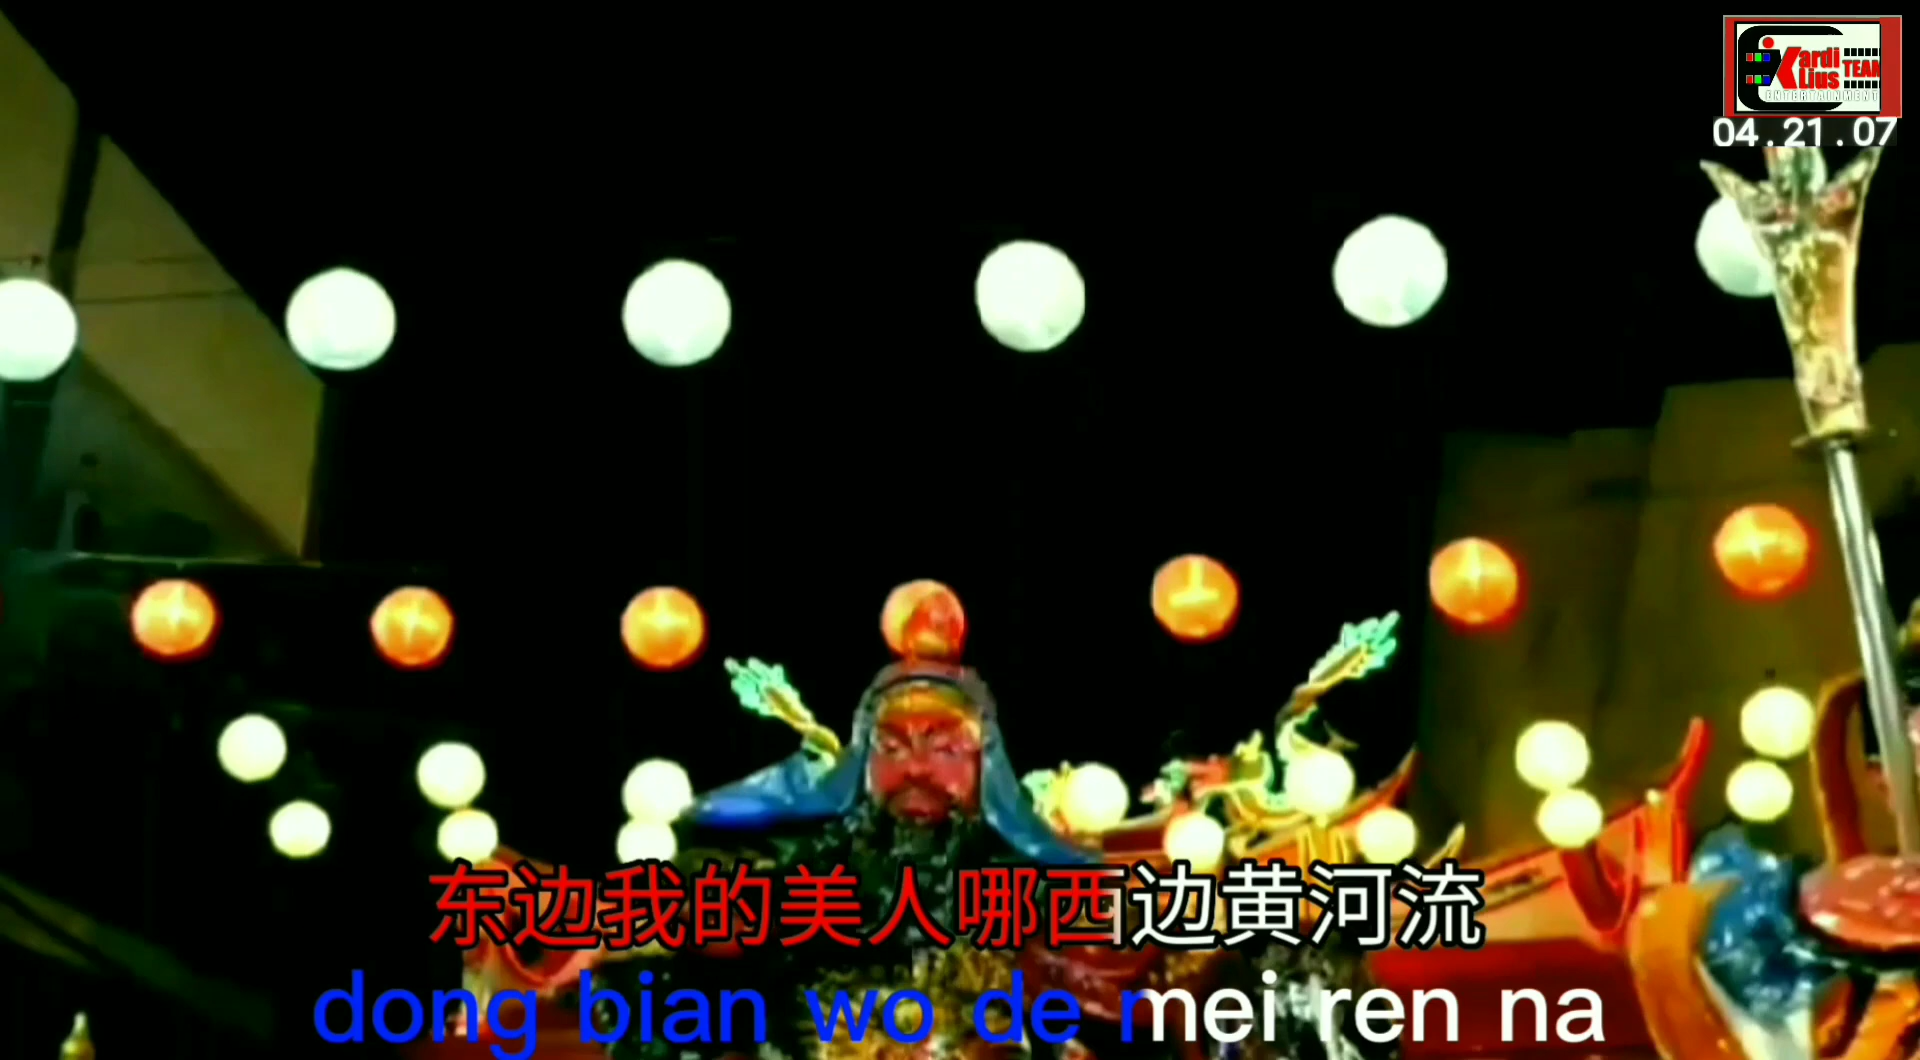 Kardi
Lius TEAM
ENTERTAINMENT
04.21.07
东边我的美人哪西边黄河流
dong bian wo de mei ren na